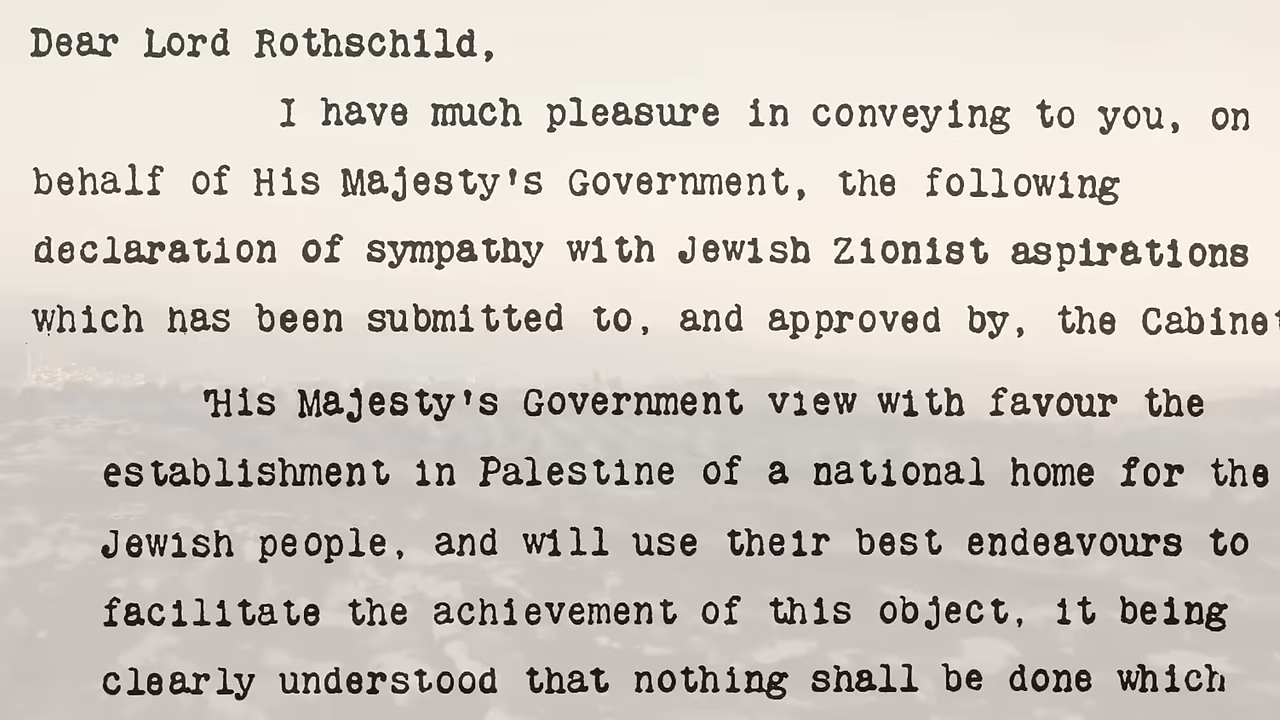 Dear Lord Rothschild,
I have much pleasure in conveying to you, on
behalf of His Majesty's Government, the following
declaration of sympathy with Jewish Zionist aspirations
which has been submitted to, and approved by, the Cabinet
'His Majesty's Government view with favour the
establishment in Palestine of a national home for the
Jewish people, and will use their best endeavours to
facilitate the achievement of this object, it being
clearly understood that nothing shall be done which